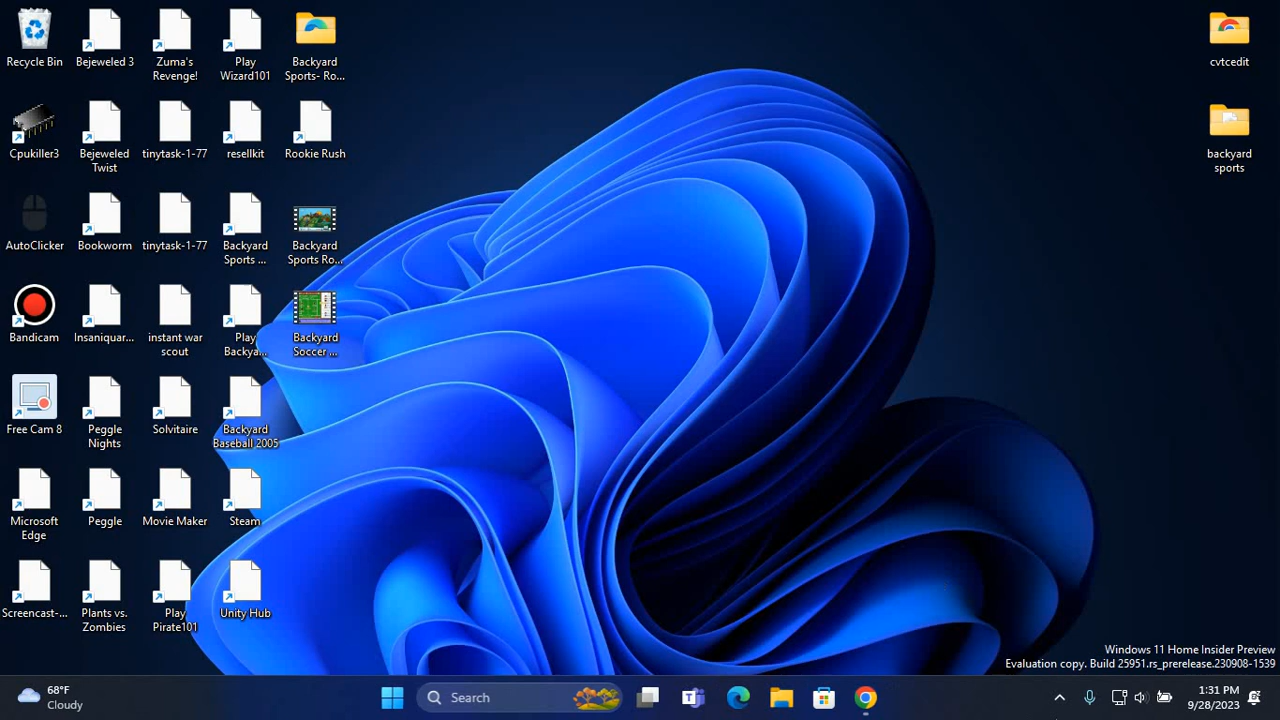 Recycle Bin
Bejeweled 3
Zuma's
Revenge!
Play
Wizard101
Backyard
Sports- Ro...
cvtcedit
Cpukiller3
Bejeweled
Twist
tinytask-1-77
resellkit
Rookie Rush
backyard
sports
AutoClicker
Bookworm
tinytask-1-77
Backyard
Sports ...
Backyard
Sports Ro...
Bandicam
Insaniquar...
instant war
scout
Play
Backya...
Backyard
Soccer ...
Free Cam 8
Peggle
Nights
Solvitaire
Backyard
Baseball 2005
Microsoft
Edge
Peggle
Movie Maker
Steam
Screencast-...
Plants vs.
Zombies
Play
Pirate101
Unity Hub
Windows 11 Home Insider Preview
Evaluation copy. Build 25951.rs_prerelease.230908-1539
68°F
Cloudy
Search
1:31 PM
9/28/2023